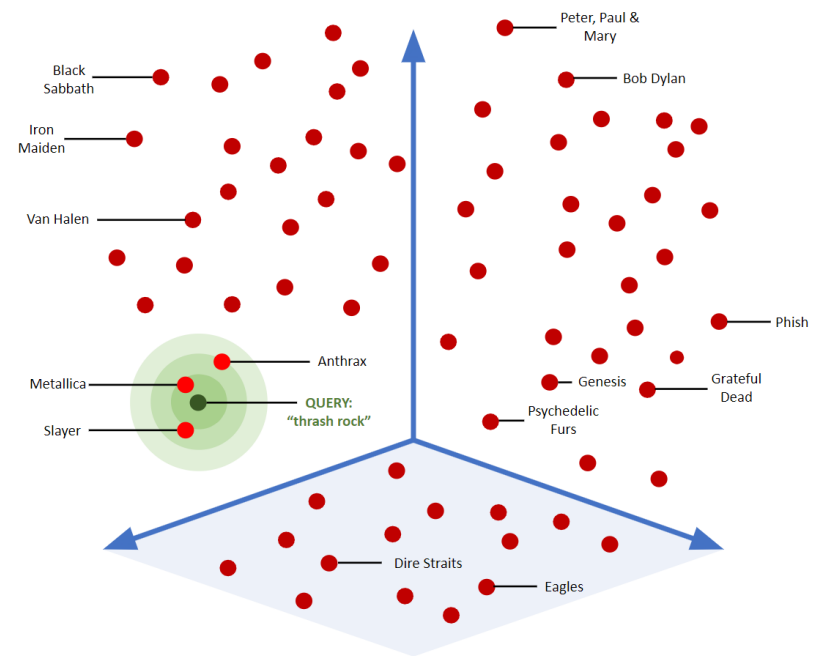 Peter, Paul &
Mary
Black
Sabbath
Bob Dylan
Iron
Maiden
Van Halen
Phish
Anthrax
Metallica
QUERY:
"thrash rock"
Slayer
Genesis
Grateful
Dead
Psychedelic
Furs
Dire Straits
Eagles